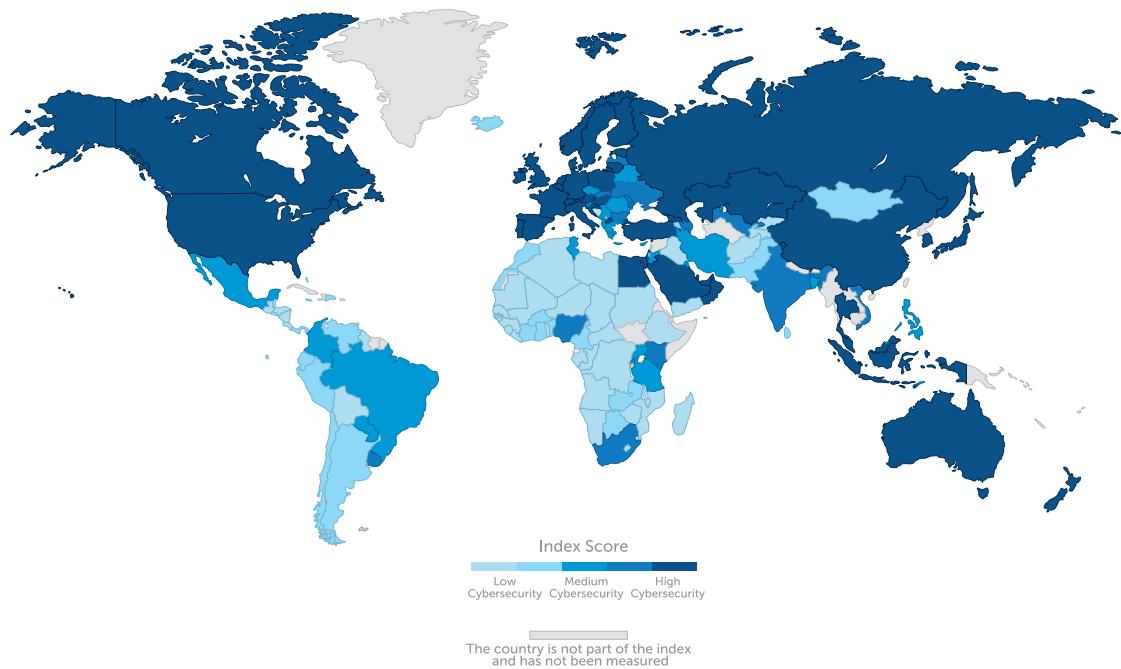 Index Score
Low Cybersecurity
Medium Cybersecurity
High Cybersecurity
The country is not part of the index
and has not been measured